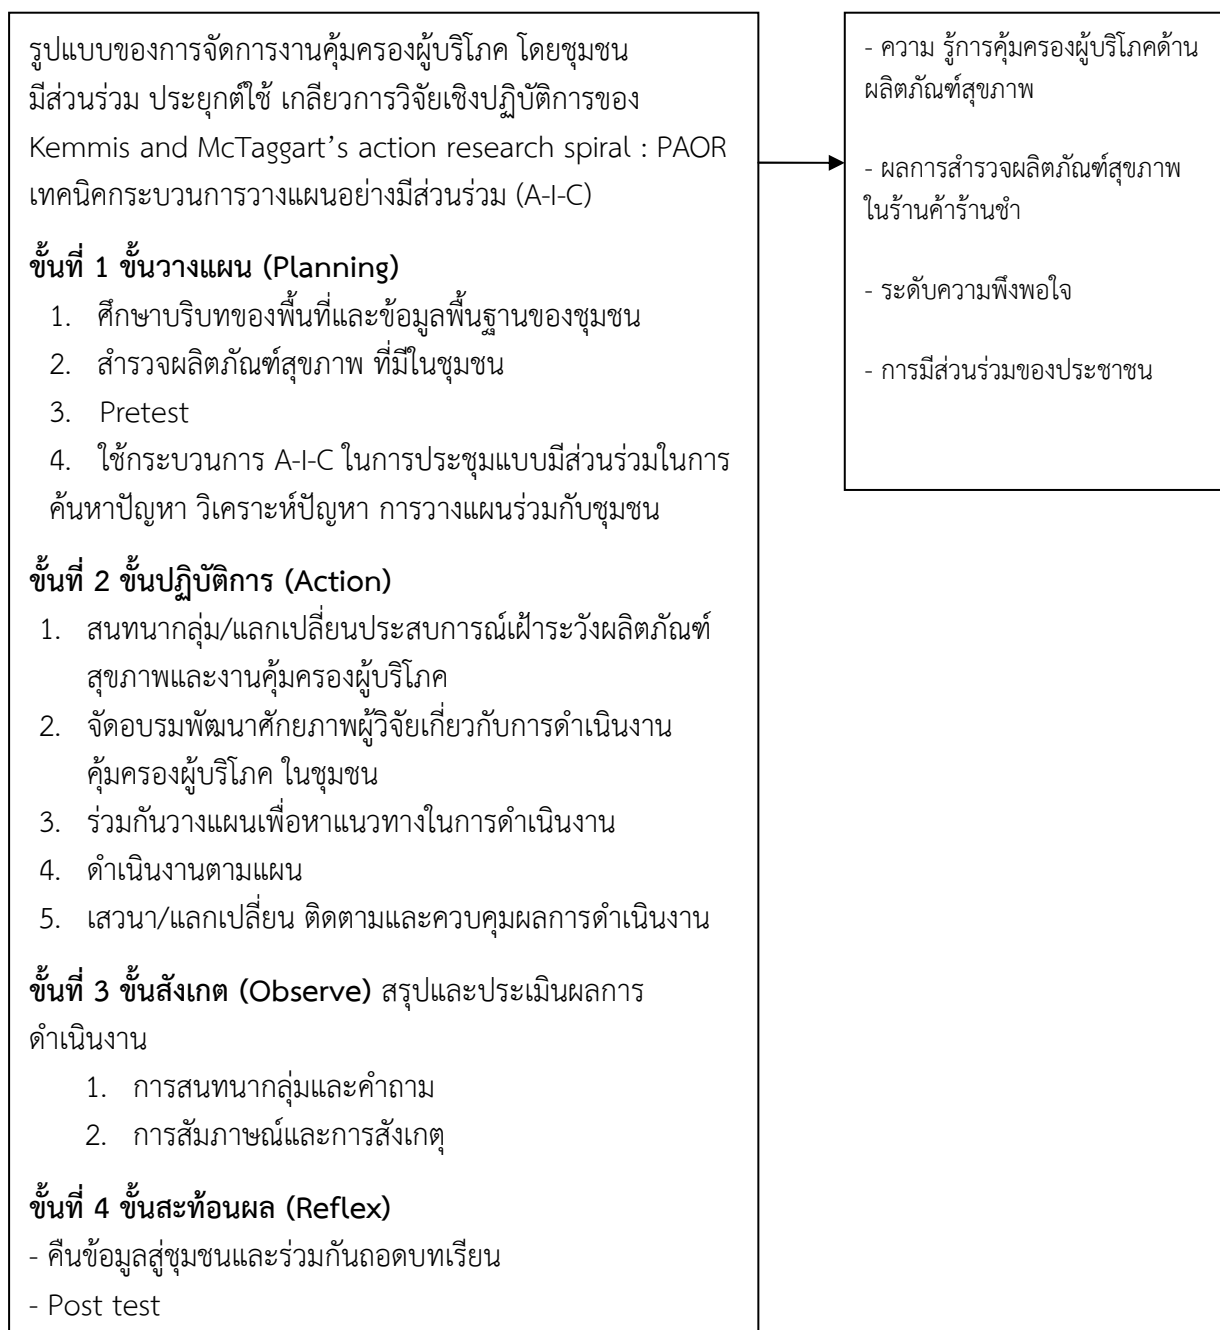 รูปแบบของการจัดการงานคุ้มครองผู้บริโภค โดยชุมชน
มีส่วนร่วม ประยุกต์ใช้ เกลียวการวิจัยเชิงปฏิบัติการของ
Kemmis and McTaggart’s action research spiral : PAOR
เทคนิคกระบวนการวางแผนอย่างมีส่วนร่วม (A-I-C)
ขั้นที่ 1 ขั้นวางแผน (Planning)
1. ศึกษาบริบทของพื้นที่และข้อมูลพื้นฐานของชุมชน
2. สำรวจผลิตภัณฑ์สุขภาพ ที่มีในชุมชน
3. Pretest
4. ใช้กระบวนการ A-I-C ในการประชุมแบบมีส่วนร่วมในการ
ค้นหาปัญหา วิเคราะห์ปัญหา การวางแผนร่วมกับชุมชน
ขั้นที่ 2 ขั้นปฏิบัติการ (Action)
1. สนทนากลุ่ม/แลกเปลี่ยนประสบการณ์เฝ้าระวังผลิตภัณฑ์
สุขภาพและงานคุ้มครองผู้บริโภค
2. จัดอบรมพัฒนาศักยภาพผู้วิจัยเกี่ยวกับการดำเนินงาน
คุ้มครองผู้บริโภค ในชุมชน
3. ร่วมกันวางแผนเพื่อหาแนวทางในการดำเนินงาน
4. ดำเนินงานตามแผน
5. เสวนา/แลกเปลี่ยน ติดตามและควบคุมผลการดำเนินงาน
ขั้นที่ 3 ขั้นสังเกต (Observe) สรุปและประเมินผลการ
ดำเนินงาน
1. การสนทนากลุ่มและคำถาม
2. การสัมภาษณ์และการสังเกตุ
ขั้นที่ 4 ขั้นสะท้อนผล (Reflex)
- คืนข้อมูลสู่ชุมชนและร่วมกันถอดบทเรียน
- Post test
- ความ รู้การคุ้มครองผู้บริโภคด้าน
ผลิตภัณฑ์สุขภาพ
- ผลการสำรวจผลิตภัณฑ์สุขภาพ
ในร้านค้าร้านชำ
- ระดับความพึงพอใจ
- การมีส่วนร่วมของประชาชน